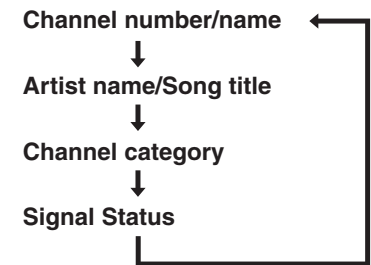 Channel number/name
Artist name/Song title
Channel category
Signal Status